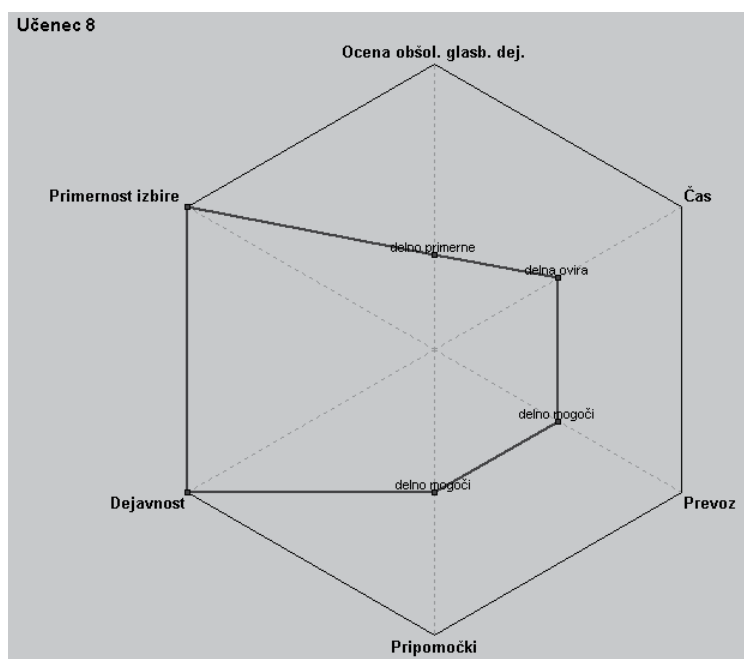 Učenec 8
Ocena obšol. glasb. dej.
Primernost izbire
Čas
delno primerne
delna ovira
delno mogoči
delno mogoči
Dejavnost
Prevoz
Pripomočki